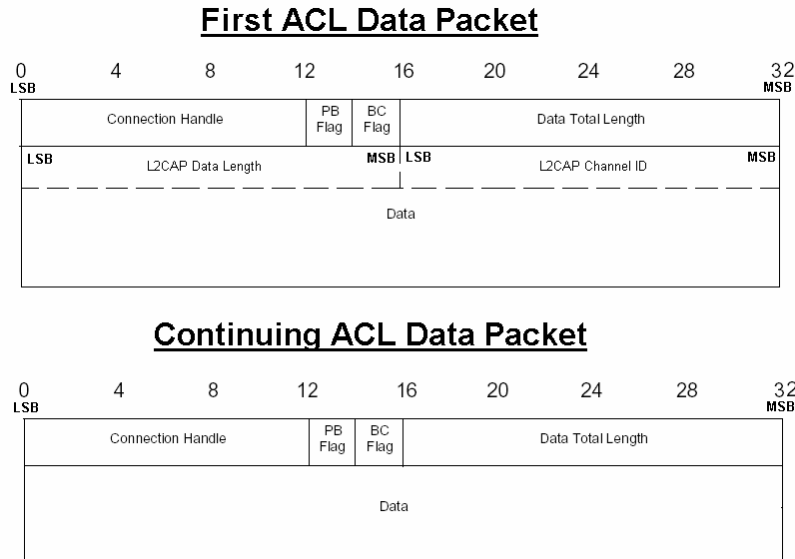 First ACL Data Packet
0 4 8 12 16 20 24 28 32
LSB MSB
Connection Handle PB Flag BC Flag Data Total Length
LSB L2CAP Data Length MSB LSB L2CAP Channel ID MSB
Data
Continuing ACL Data Packet
0 4 8 12 16 20 24 28 32
LSB MSB
Connection Handle PB Flag BC Flag Data Total Length
Data